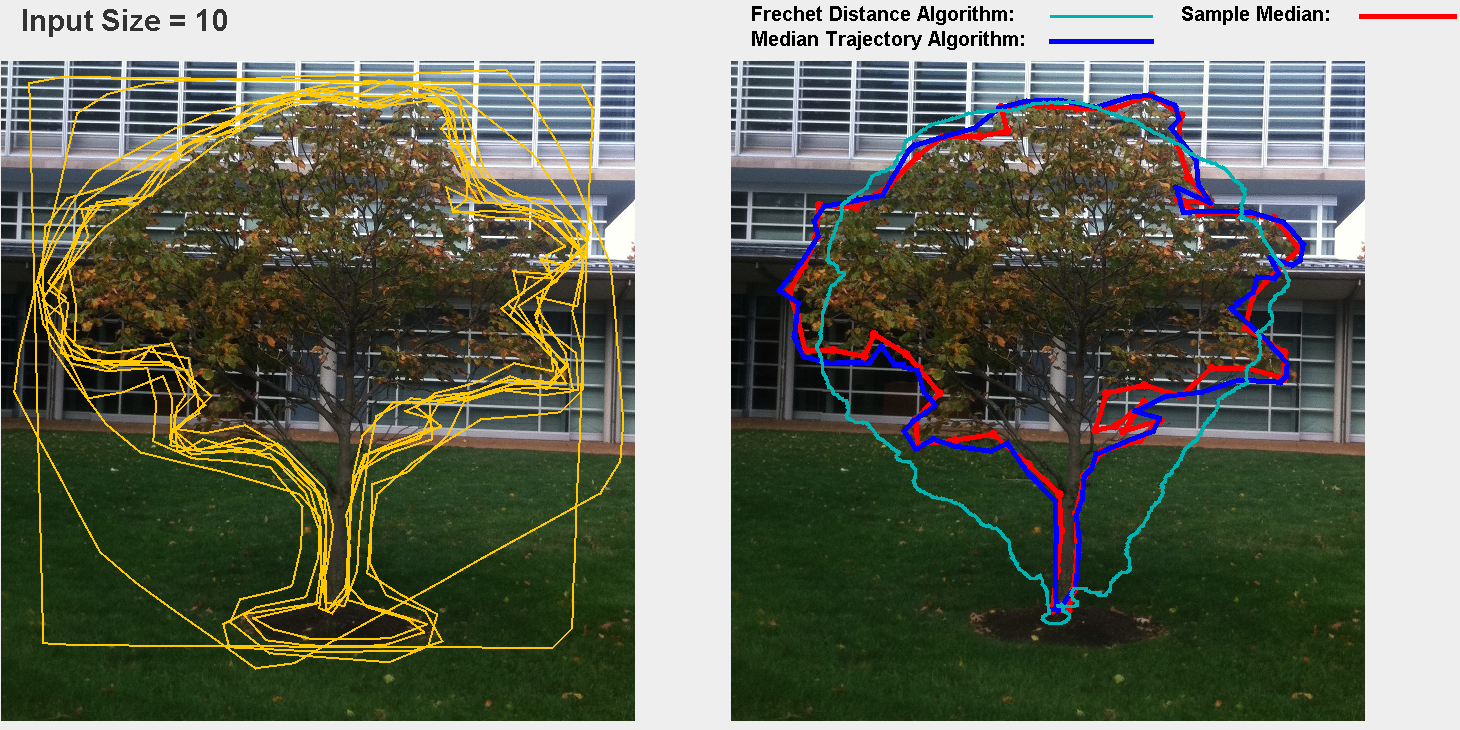 Input Size = 10
Frechet Distance Algorithm: Sample Median:
Median Trajectory Algorithm: